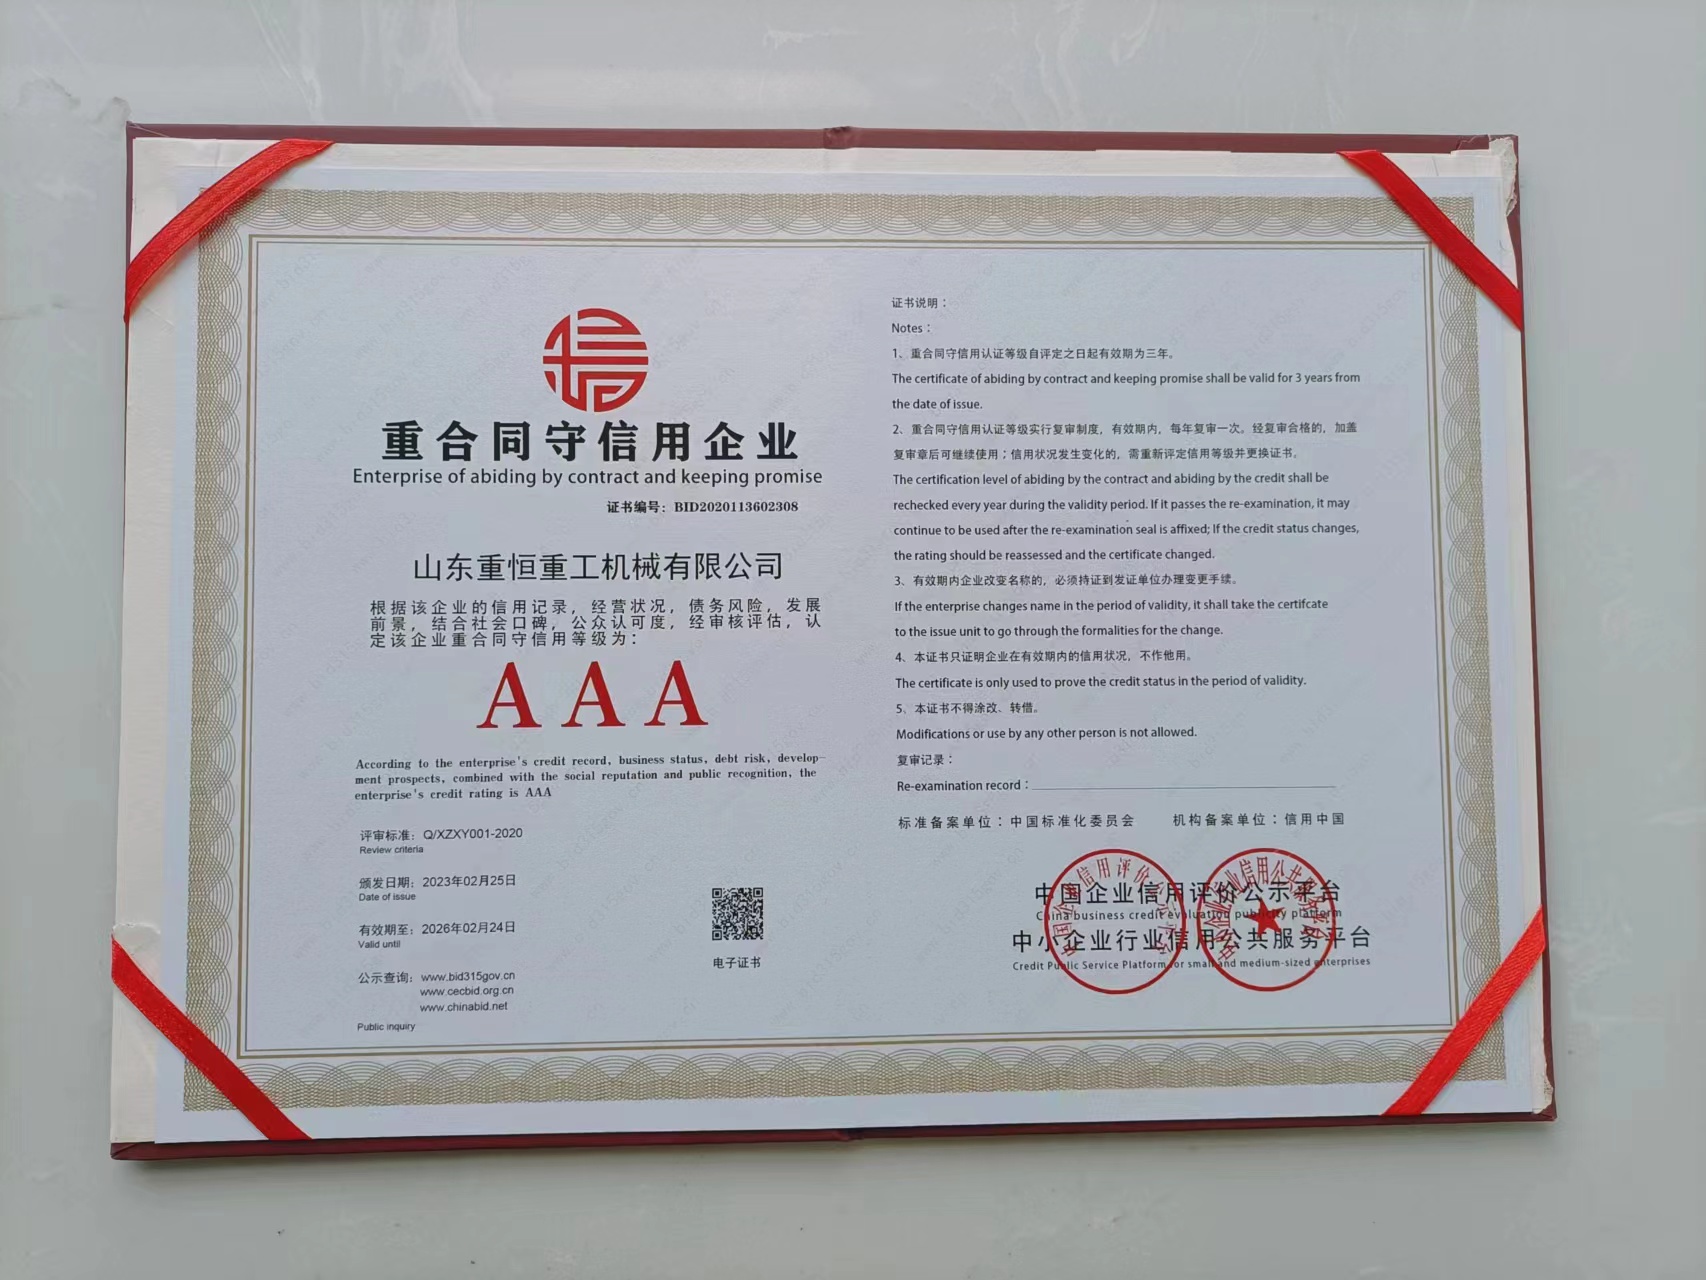 重合同守信用企业
Enterprise of abiding by contract and keeping promise
证书编号：BID2020113602308
山东重恒重工机械有限公司
根据该企业的信用记录，经营状况，债务风险，发展
前景，结合社会口碑，公众认可度，经审核评估，认
定该企业重合同守信用等级为：
AAA
According to the enterprise's credit record, business status, debt risk, develop-
ment prospects, combined with the social reputation and public recognition, the
enterprise's credit rating is AAA
评审标准：Q/XZXY001-2020
Review criteria
颁发日期：2023年02月25日
Date of issue
有效期至：2026年02月24日
Valid until
公示查询：www.bid315gov.cn
www.cecbid.org.cn
www.chinabid.net
Public inquiry
电子证书
证书说明：
Notes：
1、重合同守信用认证等级自评定之日起有效期为三年。
The certificate of abiding by contract and keeping promise shall be valid for 3 years from
the date of issue.
2、重合同守信用认证等级实行复审制度，有效期内，每年复审一次。经复审合格的，加盖
复审章后可继续使用；信用状况发生变化的，需重新评定信用等级并更换证书。
The certification level of abiding by the contract and abiding by the credit shall be
rechecked every year during the validity period. If it passes the re-examination, it may
continue to be used after the re-examination seal is affixed; If the credit status changes,
the rating should be reassessed and the certificate changed.
3、有效期内企业改变名称的，必须持证到发证单位办理变更手续。
If the enterprise changes name in the period of validity, it shall take the certifcate
to the issue unit to go through the formalities for the change.
4、本证书只证明企业在有效期内的信用状况，不作他用。
The certificate is only used to prove the credit status in the period of validity.
5、本证书不得涂改、转借。
Modifications or use by any other person is not allowed.
复审记录：
Re-examination record：
标准备案单位：中国标准化委员会 机构备案单位：信用中国
中国企业信用评价公示平台
China business credit evaluation publicity platform
中小企业行业信用公共服务平台
Credit Public Service Platform for small and medium-sized enterprises